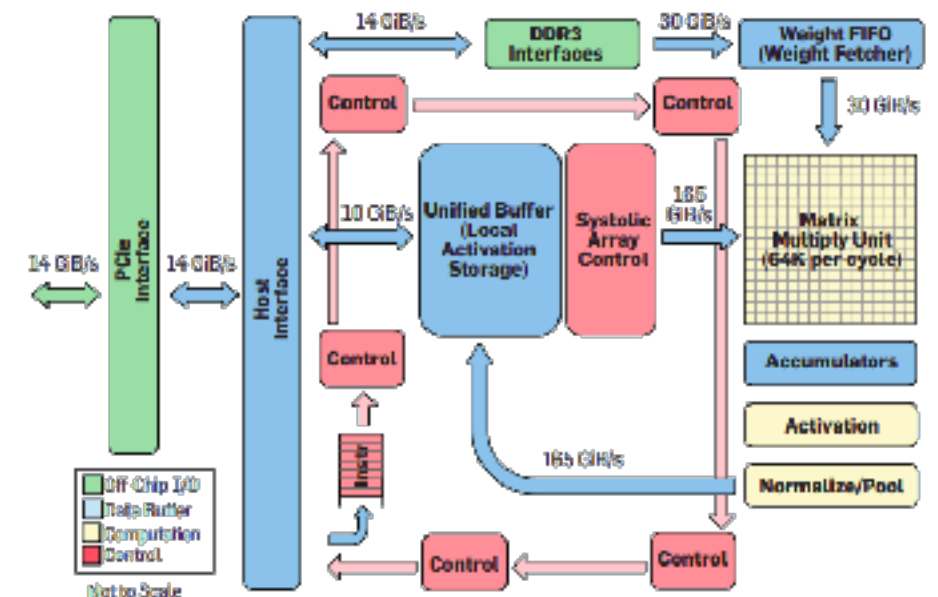 14 GiB/s
30 GiB/s
DDR3
Interfaces
Weight FIFO
(Weight Fetcher)
Control
Control
30 GiB/s
PCIe
Interface
Host
Interface
14 GiB/s
14 GiB/s
10 GiB/s
Unified Buffer
(Local
Activation
Storage)
Systolic
Array
Control
165
GiB/s
Matrix
Multiply Unit
(64K per cycle)
Control
Accumulators
Activation
Normalize/Pool
165 GiB/s
Instr
Off-Chip I/O
Data Buffer
Computation
Control
Not to Scale
Control
Control